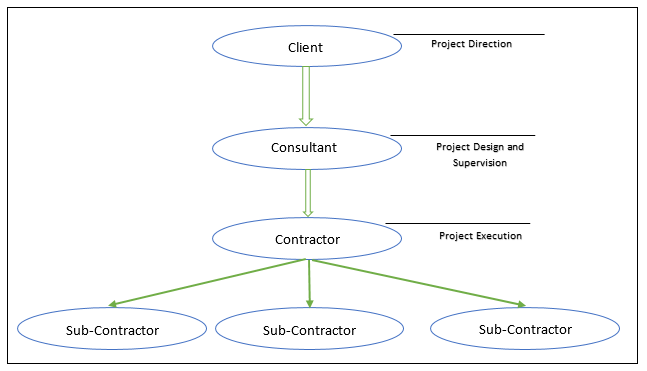 Client
Project Direction
Consultant
Project Design and
Supervision
Contractor
Project Execution
Sub-Contractor
Sub-Contractor
Sub-Contractor